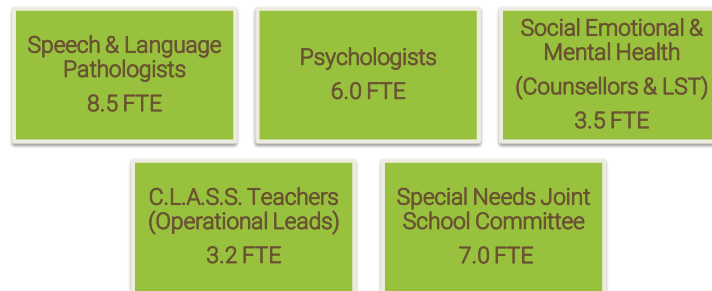 Speech & Language
Pathologists
8.5 FTE
Psychologists
6.0 FTE
Social Emotional &
Mental Health
(Counsellors & LST)
3.5 FTE
C.L.A.S.S. Teachers
(Operational Leads)
3.2 FTE
Special Needs Joint
School Committee
7.0 FTE